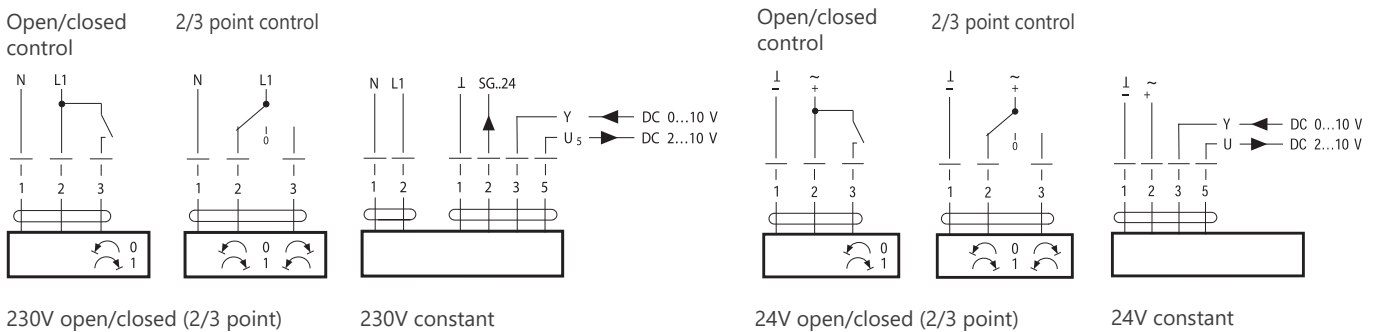 Open/closed control
2/3 point control
Open/closed control
2/3 point control
N L1
N L1
N L1 ⊥ SG..24
Y DC 0...10 V
U5 DC 2...10 V
⊥ ~
- +
⊥ ~
- +
⊥ ~
- +
Y DC 0...10 V
U DC 2...10 V
0
0
1 2 3
1 2 3
1 2
1 2 3 5
1 2 3
1 2 3
1 2 3 5
0
1
0
1
0
1
0
1
230V open/closed (2/3 point)
230V constant
24V open/closed (2/3 point)
24V constant